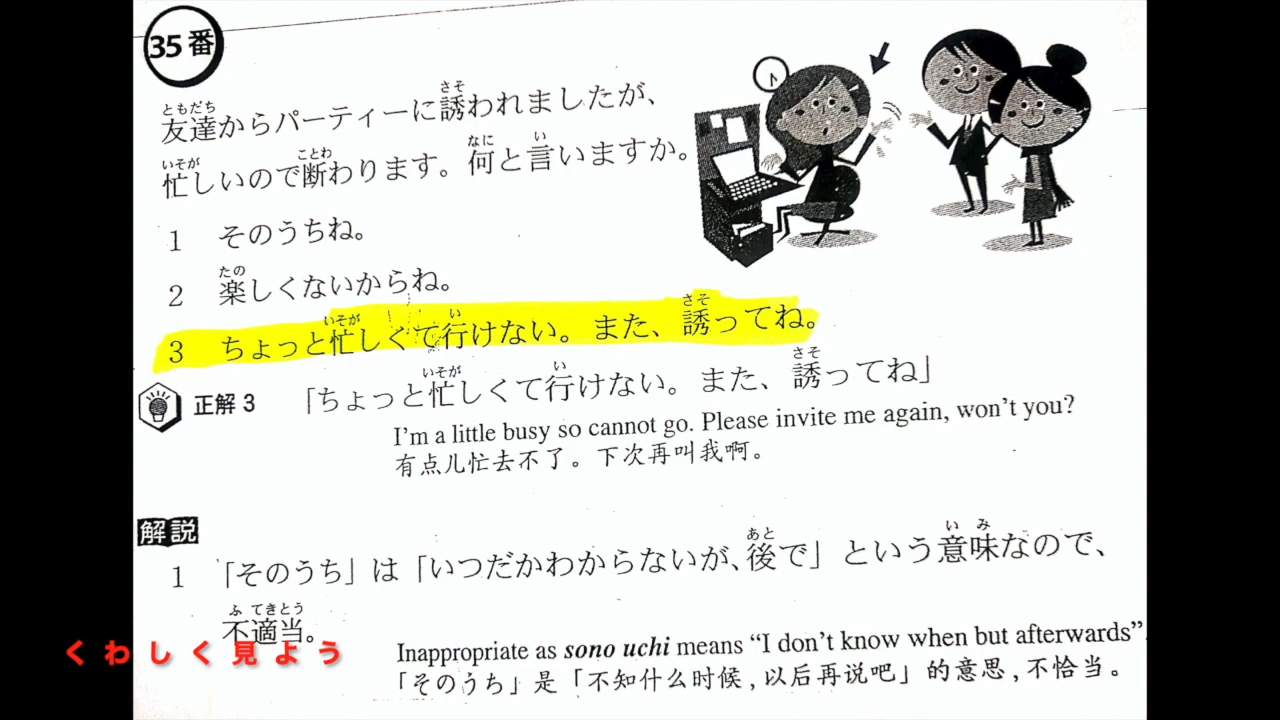 35番
友達からパーティーに誘われましたが、
忙しいので断わります。何と言いますか。
1 そのうちね。
2 楽しくないからね。
3 ちょっと忙しくて行けない。また、誘ってね。
正解 3 「ちょっと忙しくて行けない。また、誘ってね」
I'm a little busy so cannot go. Please invite me again, won't you?
有点儿忙去不了。下次再叫我啊。
解説
1 「そのうち」は「いつだかわからないが、後で」という意味なので、
不適当。
Inappropriate as sono uchi means “I don't know when but afterwards”.
「そのうち」是「不知什么时候,以后再说吧」的意思,不恰当。
くわしく見よう